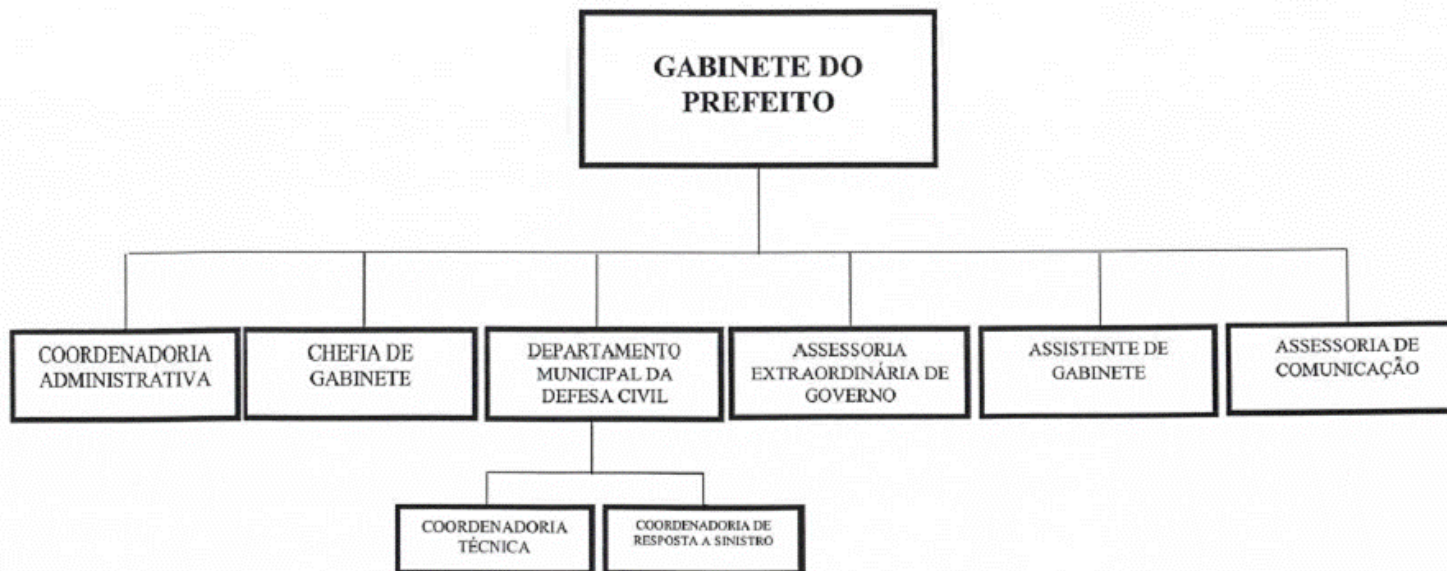 GABINETE DO
PREFEITO
COORDENADORIA
ADMINISTRATIVA
CHEFIA DE
GABINETE
DEPARTAMENTO
MUNICIPAL DA
DEFESA CIVIL
ASSESSORIA
EXTRAORDINÁRIA DE
GOVERNO
ASSISTENTE DE
GABINETE
ASSESSORIA DE
COMUNICAÇÃO
COORDENADORIA
TÉCNICA
COORDENADORIA DE
RESPOSTA A SINISTRO